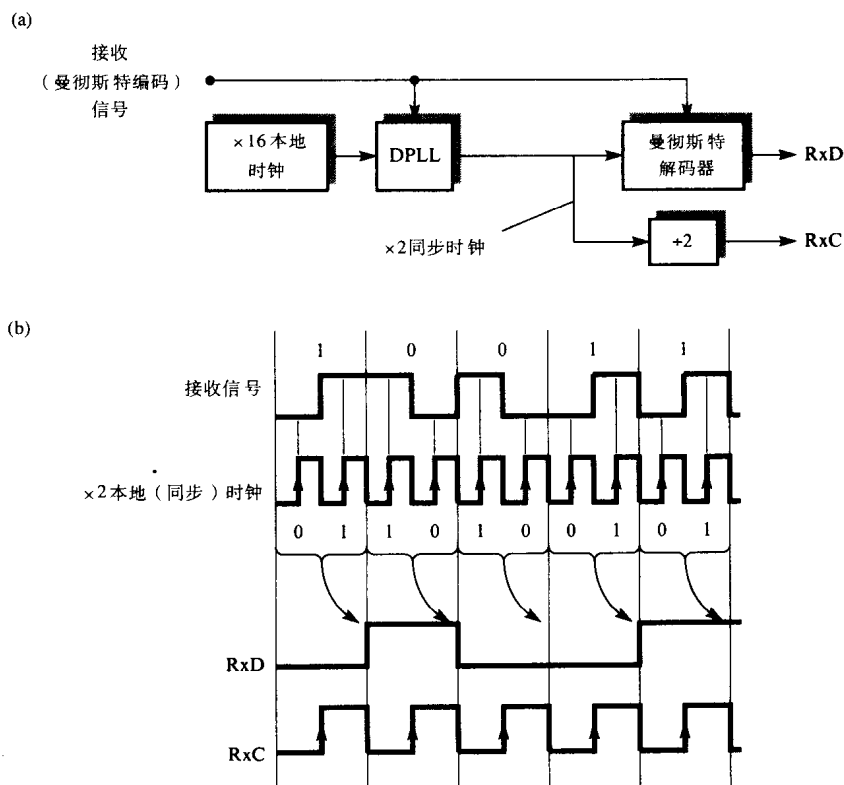 (a)
接收
（曼彻斯特编码）
信号
×16本地
时钟
DPLL
曼彻斯特
解码器
RxD
×2同步时钟
÷2
RxC
(b)
1 0 0 1 1
接收信号
×2本地（同步）时钟
0 1 1 0 1 0 0 1 0 1
RxD
RxC